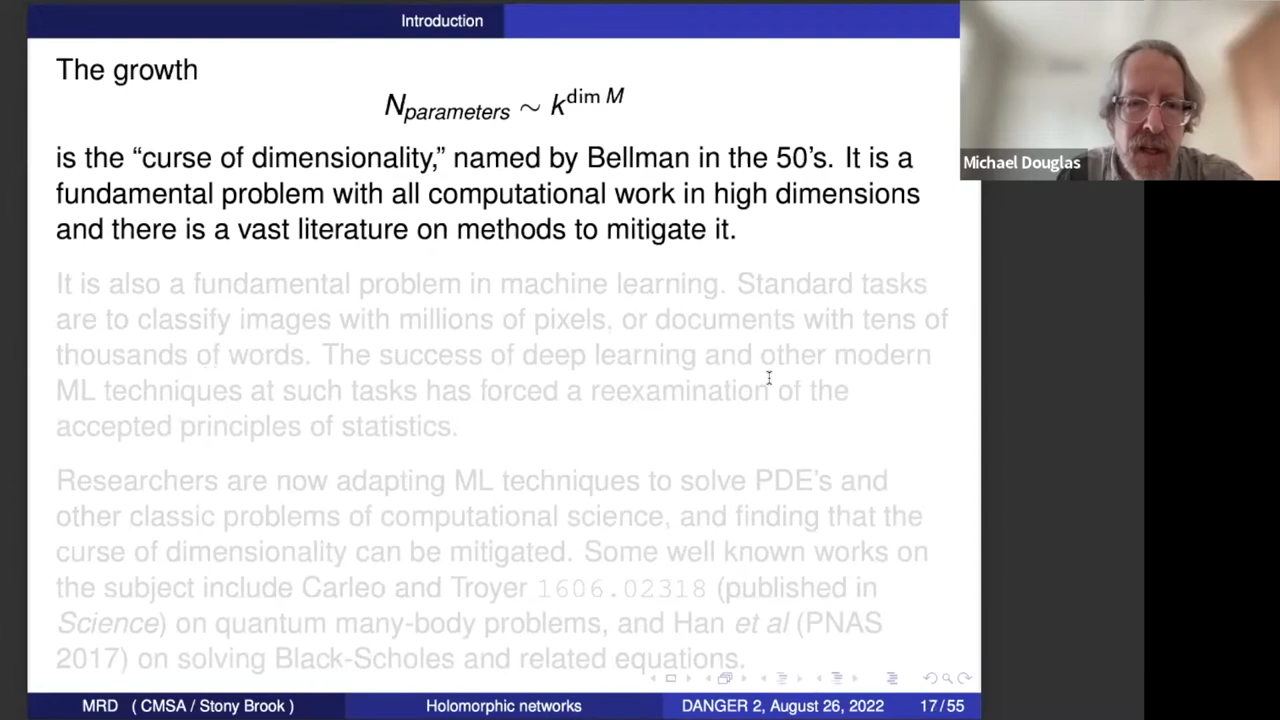 Introduction
The growth
N_parameters ∼ k^dim M
is the “curse of dimensionality,” named by Bellman in the 50’s. It is a
fundamental problem with all computational work in high dimensions
and there is a vast literature on methods to mitigate it.
It is also a fundamental problem in machine learning. Standard tasks
are to classify images with millions of pixels, or documents with tens of
thousands of words. The success of deep learning and other modern
ML techniques at such tasks has forced a reexamination of the
accepted principles of statistics.
Researchers are now adapting ML techniques to solve PDE’s and
other classic problems of computational science, and finding that the
curse of dimensionality can be mitigated. Some well known works on
the subject include Carleo and Troyer 1606.02318 (published in
Science) on quantum many-body problems, and Han et al (PNAS
2017) on solving Black-Scholes and related equations.
MRD ( CMSA / Stony Brook ) Holomorphic networks DANGER 2, August 26, 2022 17 / 55
Michael Douglas